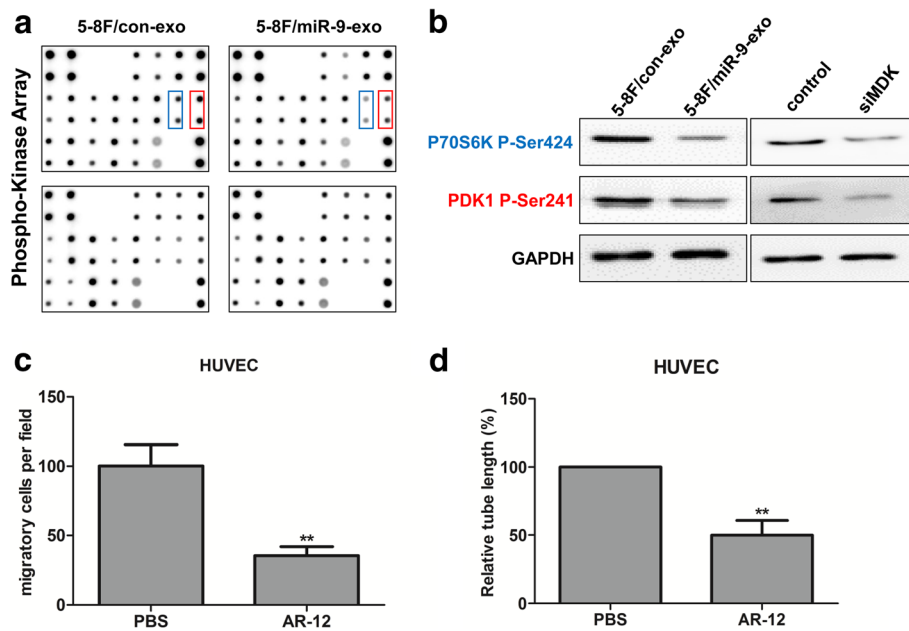 a
5-8F/con-exo
5-8F/miR-9-exo
Phospho-Kinase Array
b
5-8F/con-exo
5-8F/miR-9-exo
control
siMDK
P70S6K P-Ser424
PDK1 P-Ser241
GAPDH
c
HUVEC
migratory cells per field
150
100
50
0
**
PBS
AR-12
d
HUVEC
Relative tube length (%)
150
100
50
0
**
PBS
AR-12